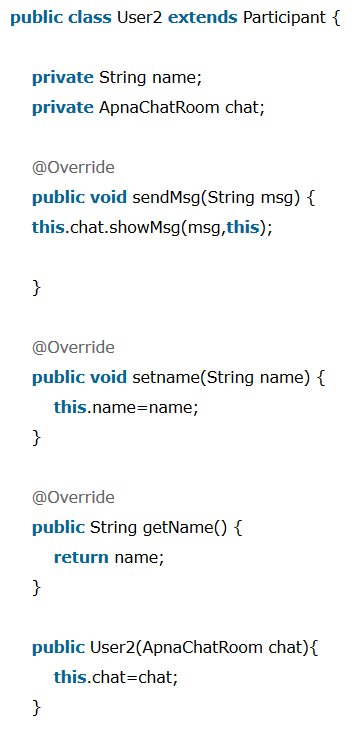 public class User2 extends Participant {
private String name;
private ApnaChatRoom chat;
@Override
public void sendMsg(String msg) {
this.chat.showMsg(msg,this);
}
@Override
public void setname(String name) {
this.name=name;
}
@Override
public String getName() {
return name;
}
public User2(ApnaChatRoom chat){
this.chat=chat;
}